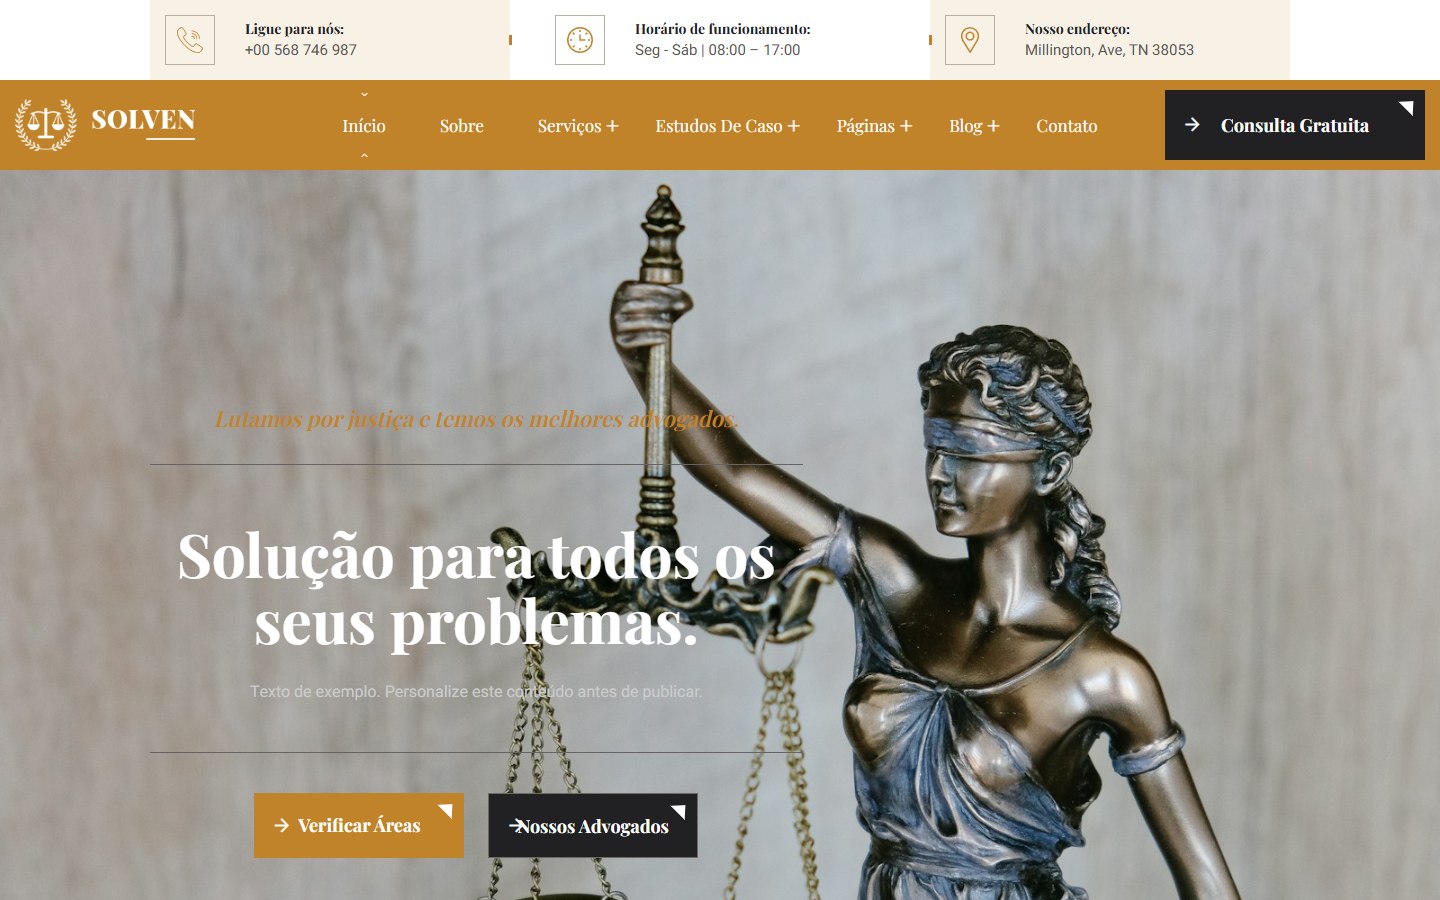 Ligue para nós:
+00 568 746 987
Horário de funcionamento:
Seg - Sáb | 08:00 – 17:00
Nosso endereço:
Millington, Ave, TN 38053
SOLVEN
Início
Sobre
Serviços +
Estudos De Caso +
Páginas +
Blog +
Contato
Consulta Gratuita
Lutamos por justiça e temos os melhores advogados.
Solução para todos os
seus problemas.
Texto de exemplo. Personalize este conteúdo antes de publicar.
Verificar Áreas
Nossos Advogados